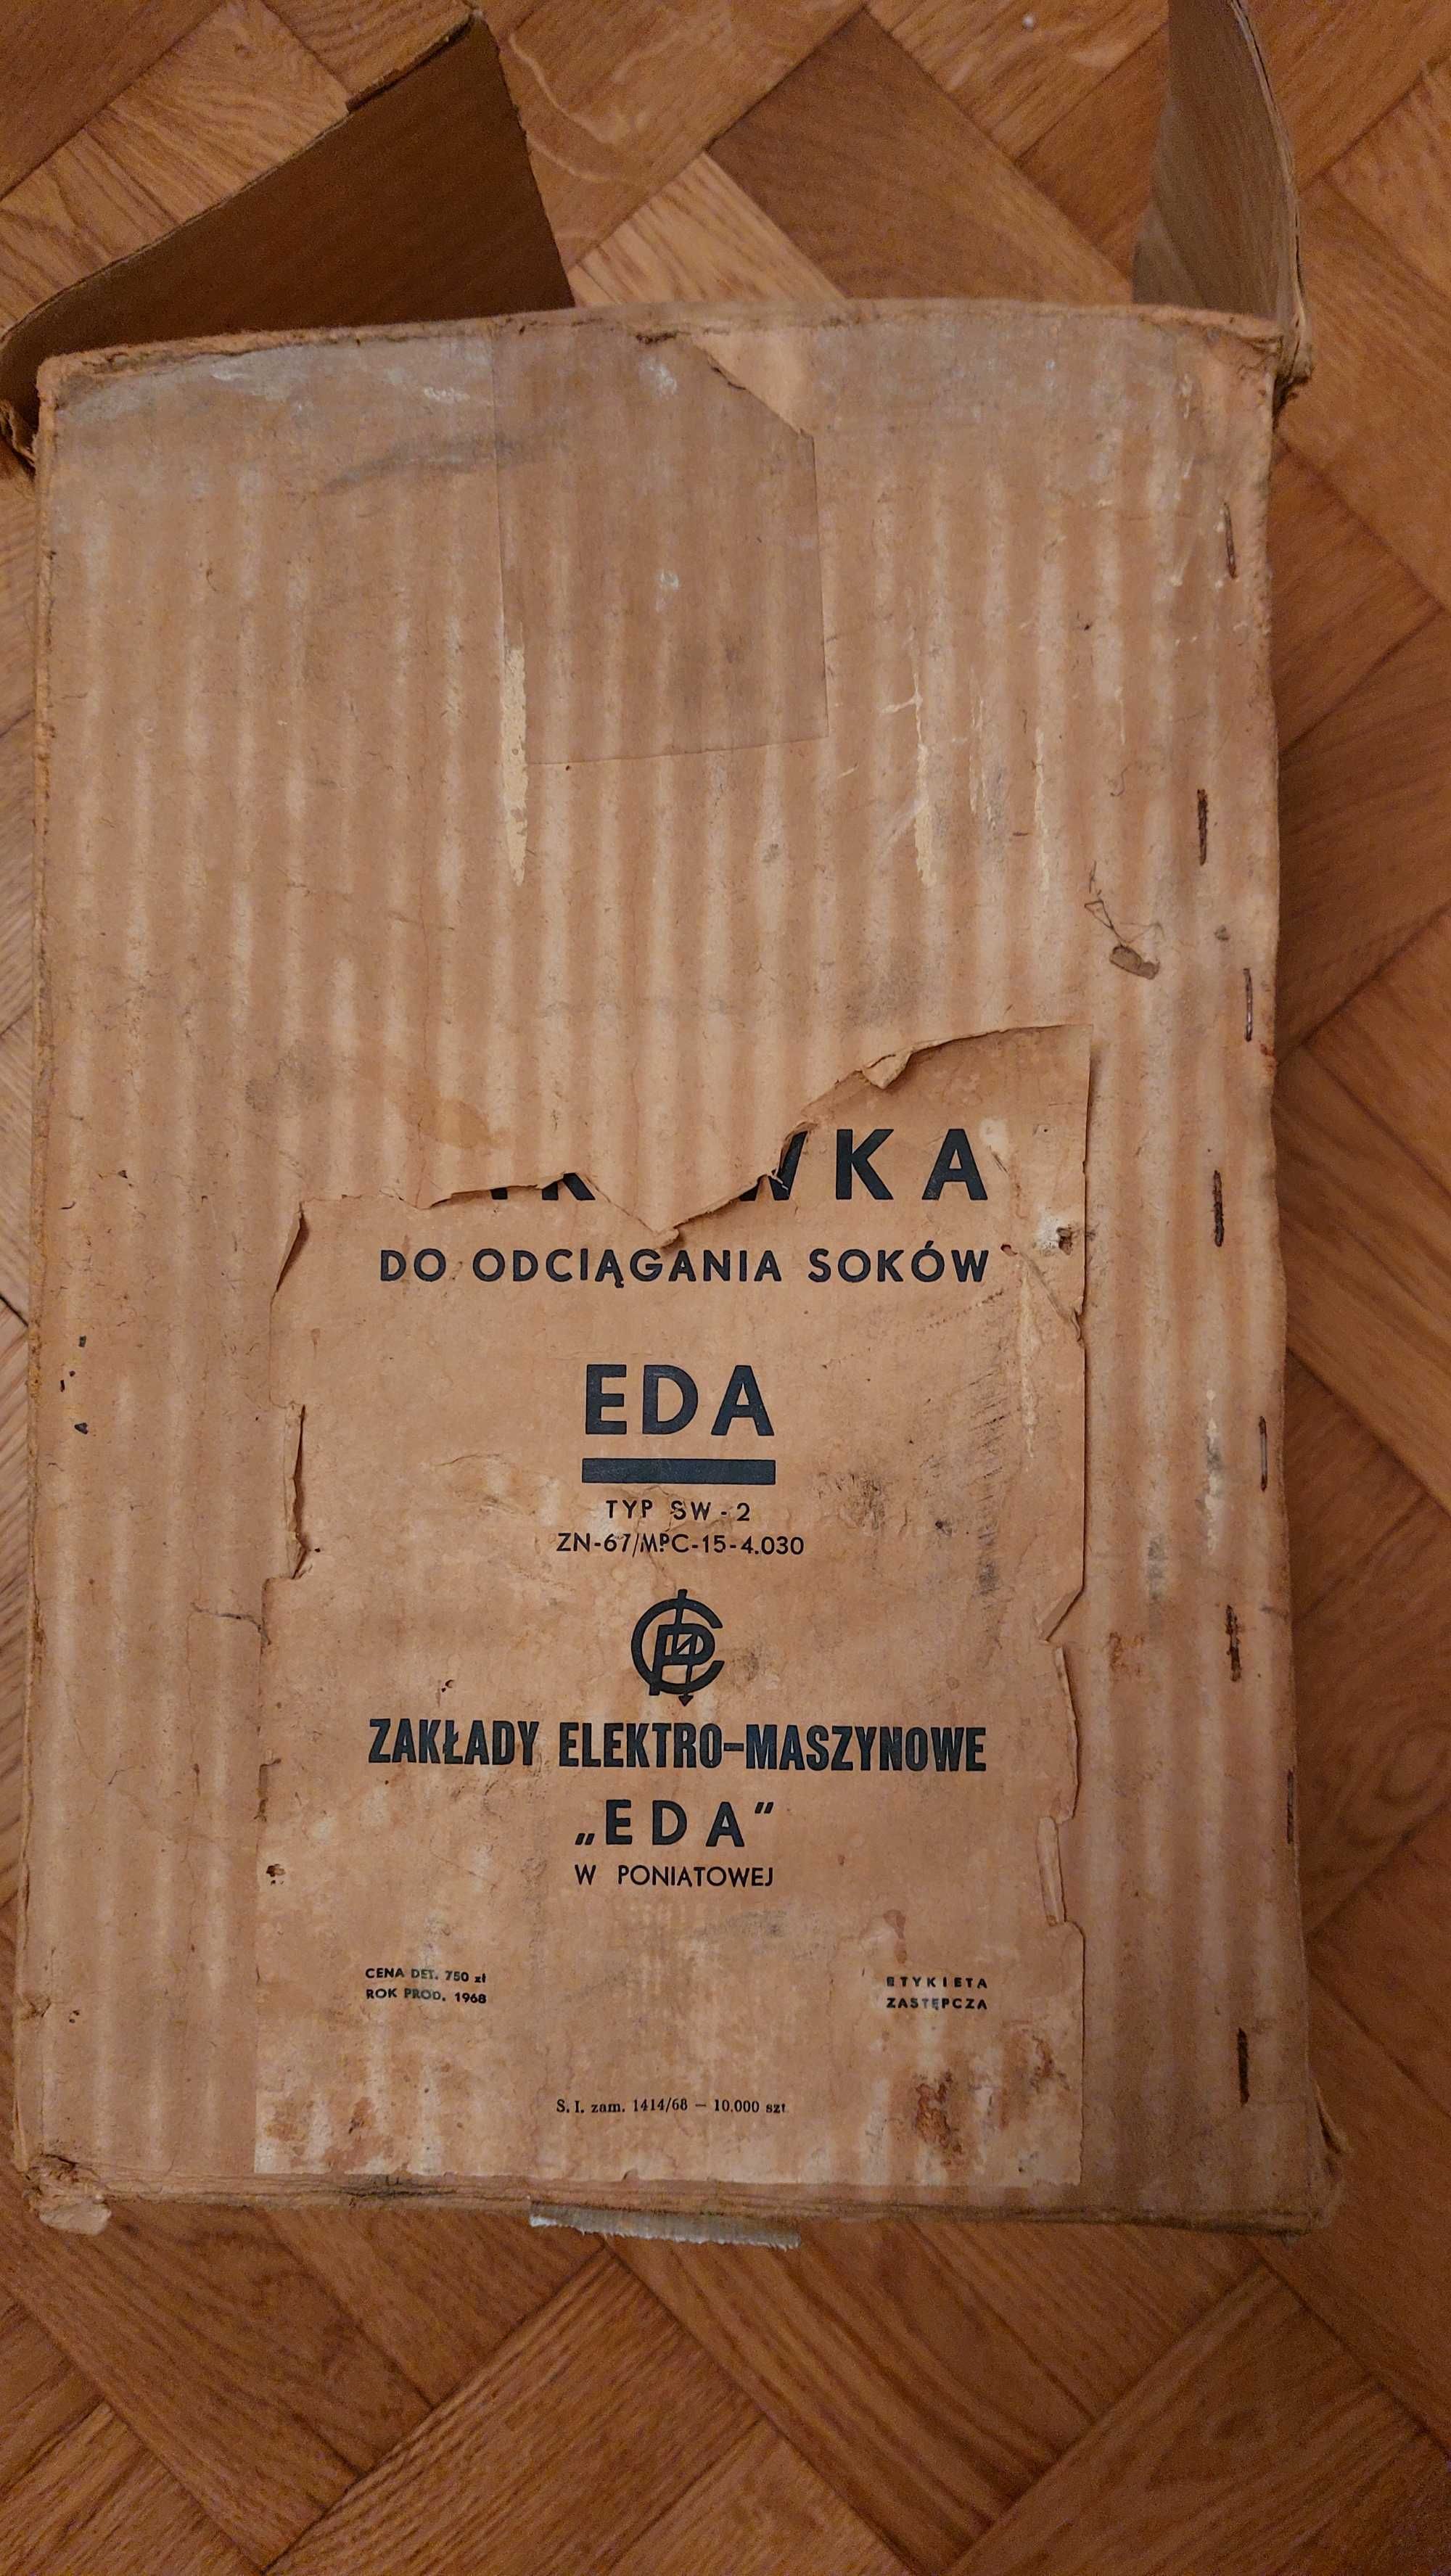 KA
DO ODCIĄGANIA SOKÓW
EDA
TYP SW-2
ZN-67/MPC-15-4.030
ZAKŁADY ELEKTRO-MASZYNOWE
„EDA”
W PONIATOWEJ
CENA DET. 750 zł
ROK PROD. 1968
ETYKIETA
ZASTĘPCZA
S. I. zam. 1414/68 — 10.000 szt